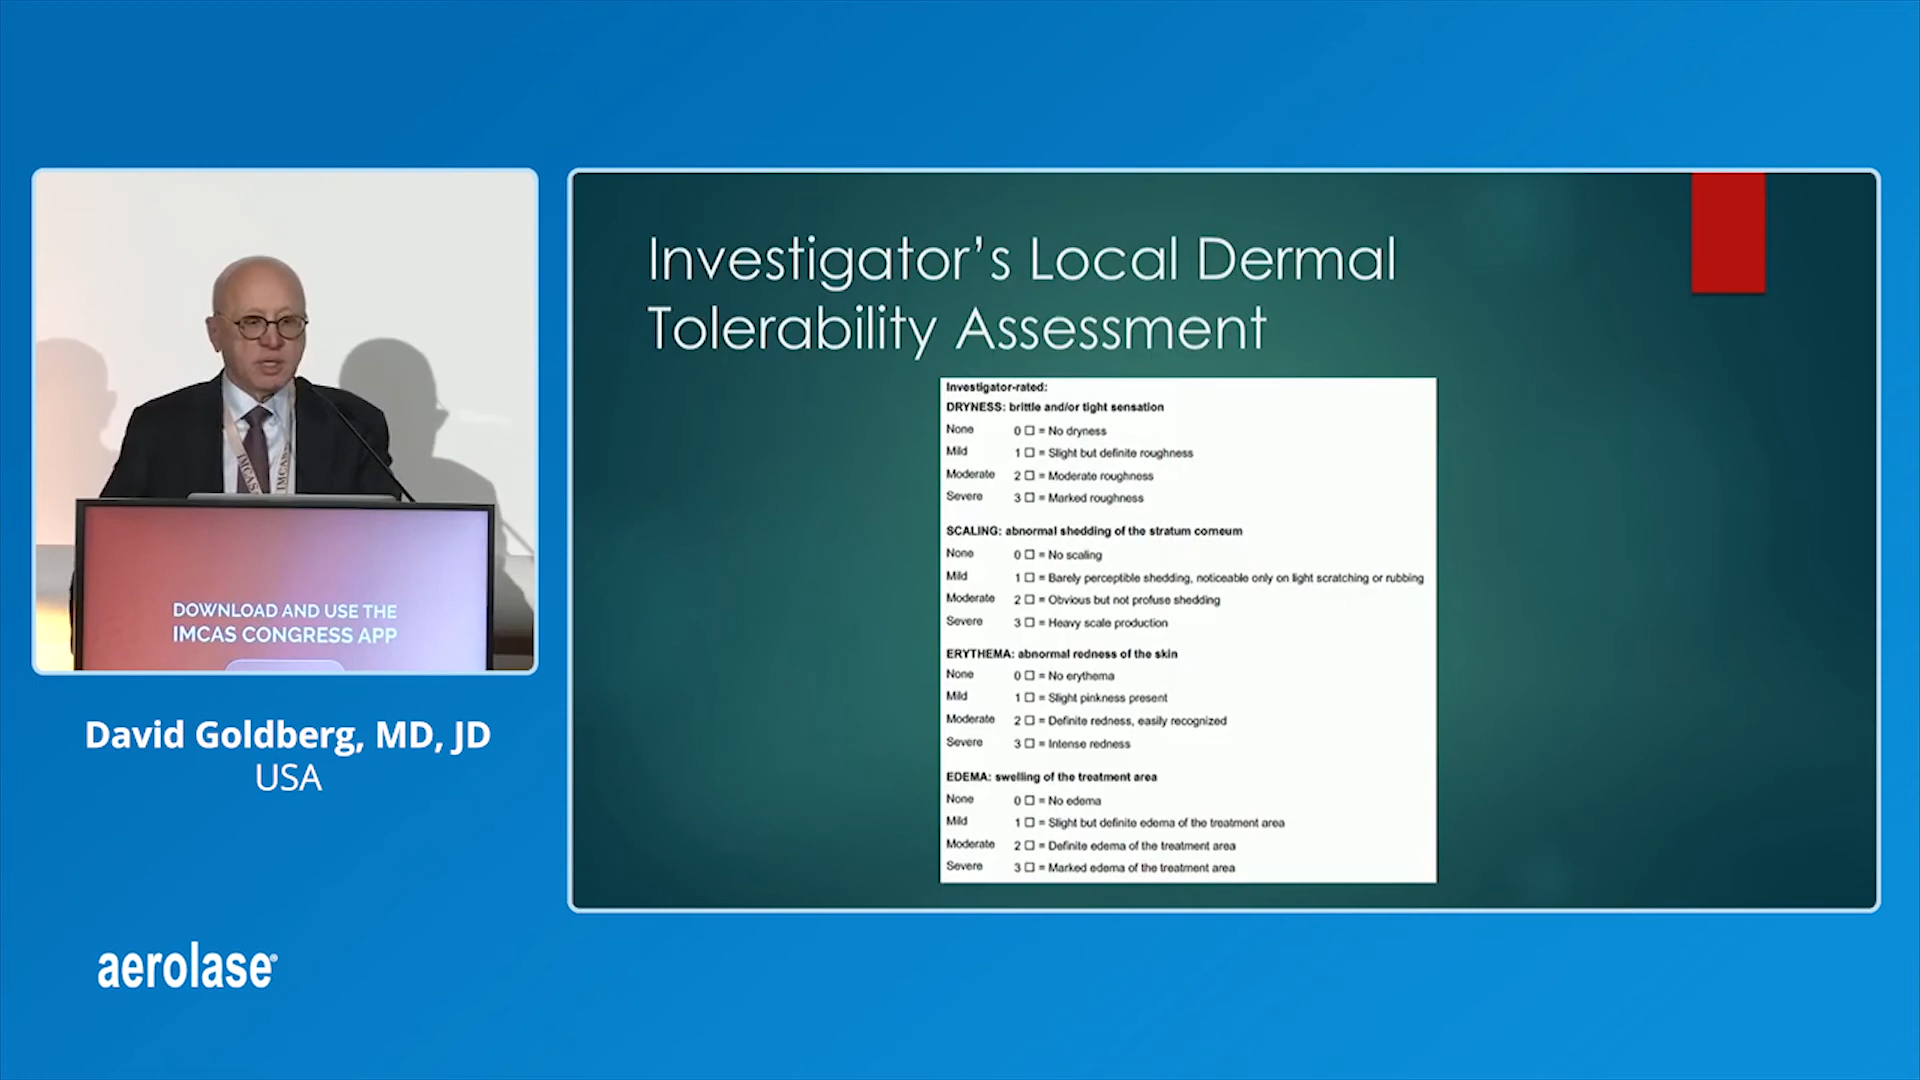 Investigator's Local Dermal
Tolerability Assessment
Investigator-rated:
DRYNESS: brittle and/or tight sensation
None 0 ☐ = No dryness
Mild 1 ☐ = Slight but definite roughness
Moderate 2 ☐ = Moderate roughness
Severe 3 ☐ = Marked roughness
SCALING: abnormal shedding of the stratum corneum
None 0 ☐ = No scaling
Mild 1 ☐ = Barely perceptible shedding, noticeable only on light scratching or rubbing
Moderate 2 ☐ = Obvious but not profuse shedding
Severe 3 ☐ = Heavy scale production
ERYTHEMA: abnormal redness of the skin
None 0 ☐ = No erythema
Mild 1 ☐ = Slight pinkness present
Moderate 2 ☐ = Definite redness, easily recognized
Severe 3 ☐ = Intense redness
EDEMA: swelling of the treatment area
None 0 ☐ = No edema
Mild 1 ☐ = Slight but definite edema of the treatment area
Moderate 2 ☐ = Definite edema of the treatment area
Severe 3 ☐ = Marked edema of the treatment area
IMCAS
IMCAS
DOWNLOAD AND USE THE
IMCAS CONGRESS APP
David Goldberg, MD, JD
USA
aerolase®